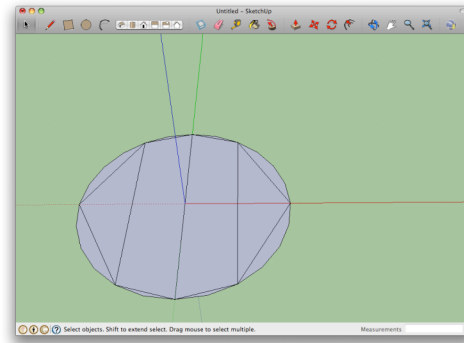 Untitled - SketchUp
Select objects. Shift to extend select. Drag mouse to select multiple.
Measurements